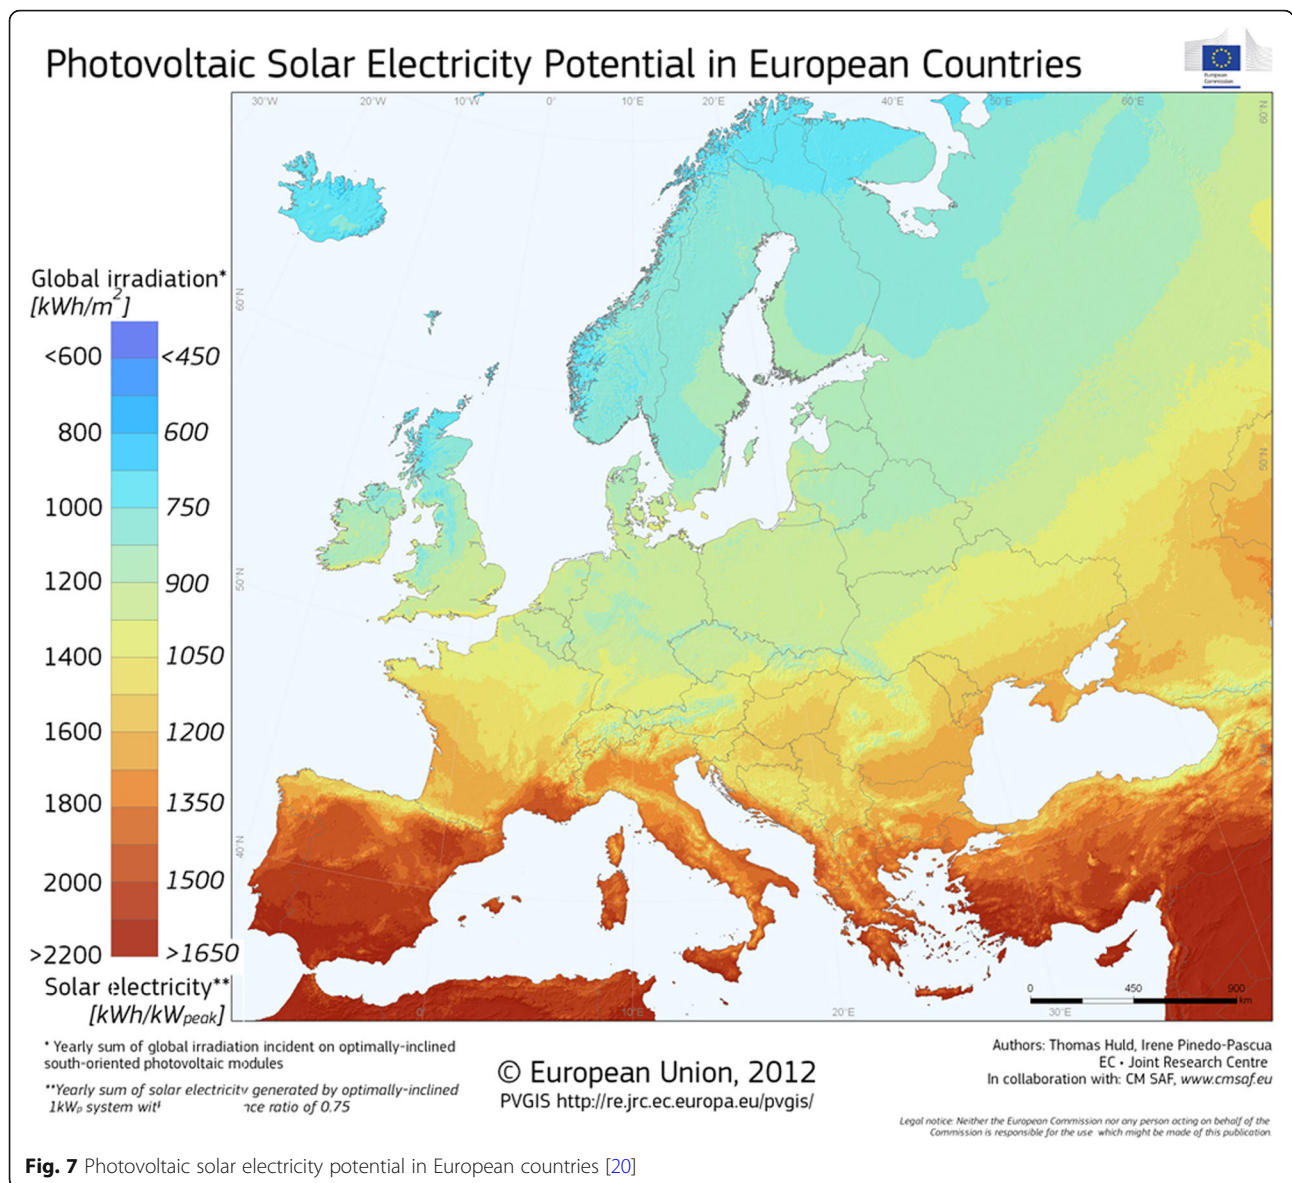 Photovoltaic Solar Electricity Potential in European Countries
European
Commission
30°W 20°W 10°W 0° 10°E 20°E 40°E 50°E 60°E
60°N
Global irradiation*
[kWh/m2]
60°N
<600 <450
800 600
50°N
1000 750
50°N
1200 900
1400 1050
1600 1200
1800 1350
40°N
2000 1500
>2200 >1650
Solar electricity**
[kWh/kWpeak]
0 450 900
km
0° 10°E 20°E 30°E
* Yearly sum of global irradiation incident on optimally-inclined
south-oriented photovoltaic modules
**Yearly sum of solar electricity generated by optimally-inclined
1kWp system nce ratio of 0.75
© European Union, 2012
PVGIS http://re.jrc.ec.europa.eu/pvgis/
Authors: Thomas Huld, Irene Pinedo-Pascua
EC • Joint Research Centre
In collaboration with: CM SAF, www.cmsaf.eu
Legal notice: Neither the European Commission nor any person acting on behalf of the
Commission is responsible for the use which might be made of this publication.
Fig. 7 Photovoltaic solar electricity potential in European countries [20]